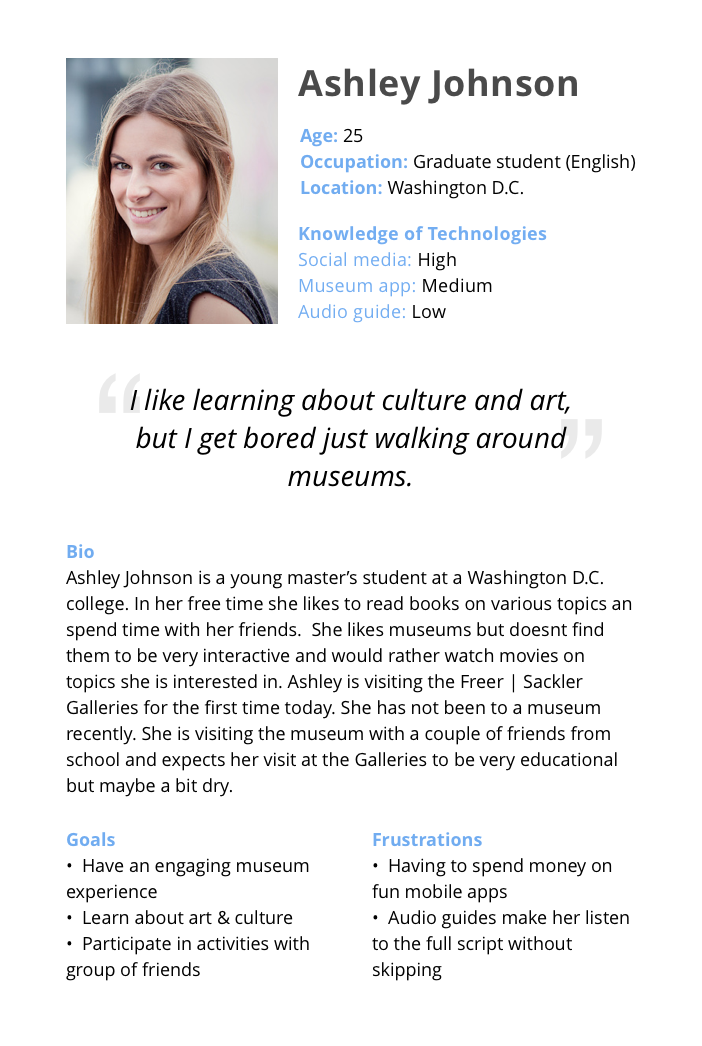 Ashley Johnson
Age: 25
Occupation: Graduate student (English)
Location: Washington D.C.
Knowledge of Technologies
Social media: High
Museum app: Medium
Audio guide: Low
“I like learning about culture and art,
but I get bored just walking around”
museums.
Bio
Ashley Johnson is a young master’s student at a Washington D.C.
college. In her free time she likes to read books on various topics an
spend time with her friends.  She likes museums but doesnt find
them to be very interactive and would rather watch movies on
topics she is interested in. Ashley is visiting the Freer | Sackler
Galleries for the first time today. She has not been to a museum
recently. She is visiting the museum with a couple of friends from
school and expects her visit at the Galleries to be very educational
but maybe a bit dry.
Goals
•  Have an engaging museum
experience
•  Learn about art & culture
•  Participate in activities with
group of friends
Frustrations
•  Having to spend money on
fun mobile apps
•  Audio guides make her listen
to the full script without
skipping